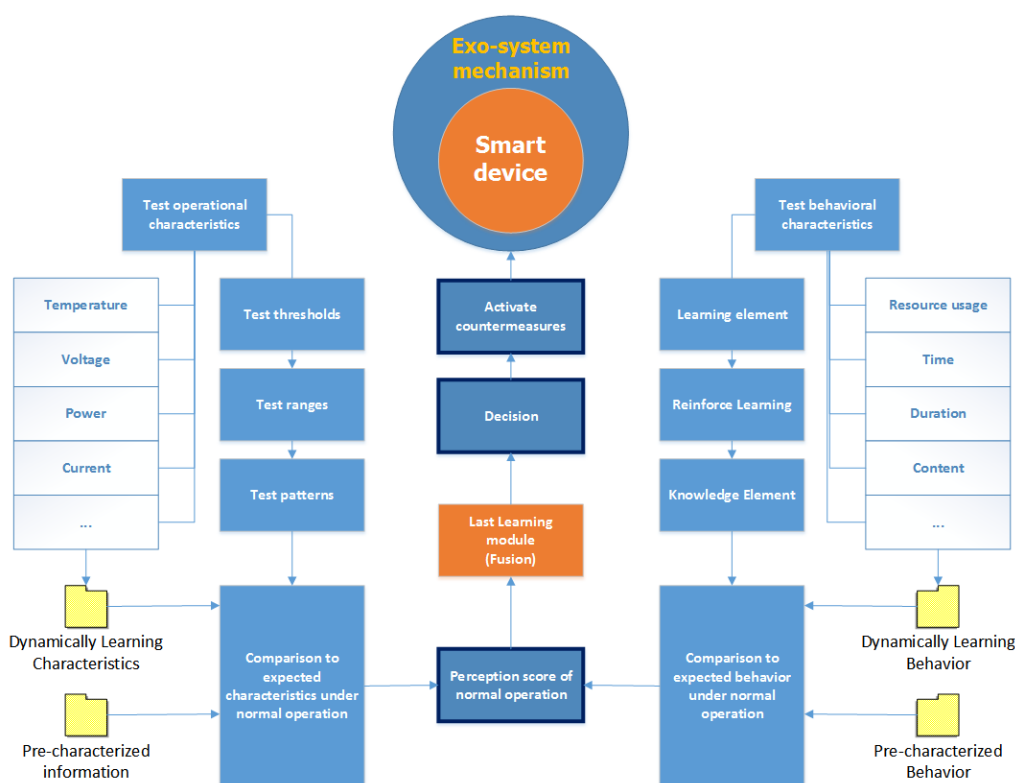 Exo-system
mechanism
Smart
device
Test operational
characteristics
Temperature
Voltage
Power
Current
...
Test thresholds
Test ranges
Test patterns
Dynamically Learning
Characteristics
Pre-characterized
information
Comparison to
expected
characteristics under
normal operation
Activate
countermeasures
Decision
Last Learning
module
(Fusion)
Perception score of
normal operation
Test behavioral
characteristics
Learning element
Reinforce Learning
Knowledge Element
Resource usage
Time
Duration
Content
...
Comparison to
expected behavior
under normal
operation
Dynamically Learning
Behavior
Pre-characterized
Behavior